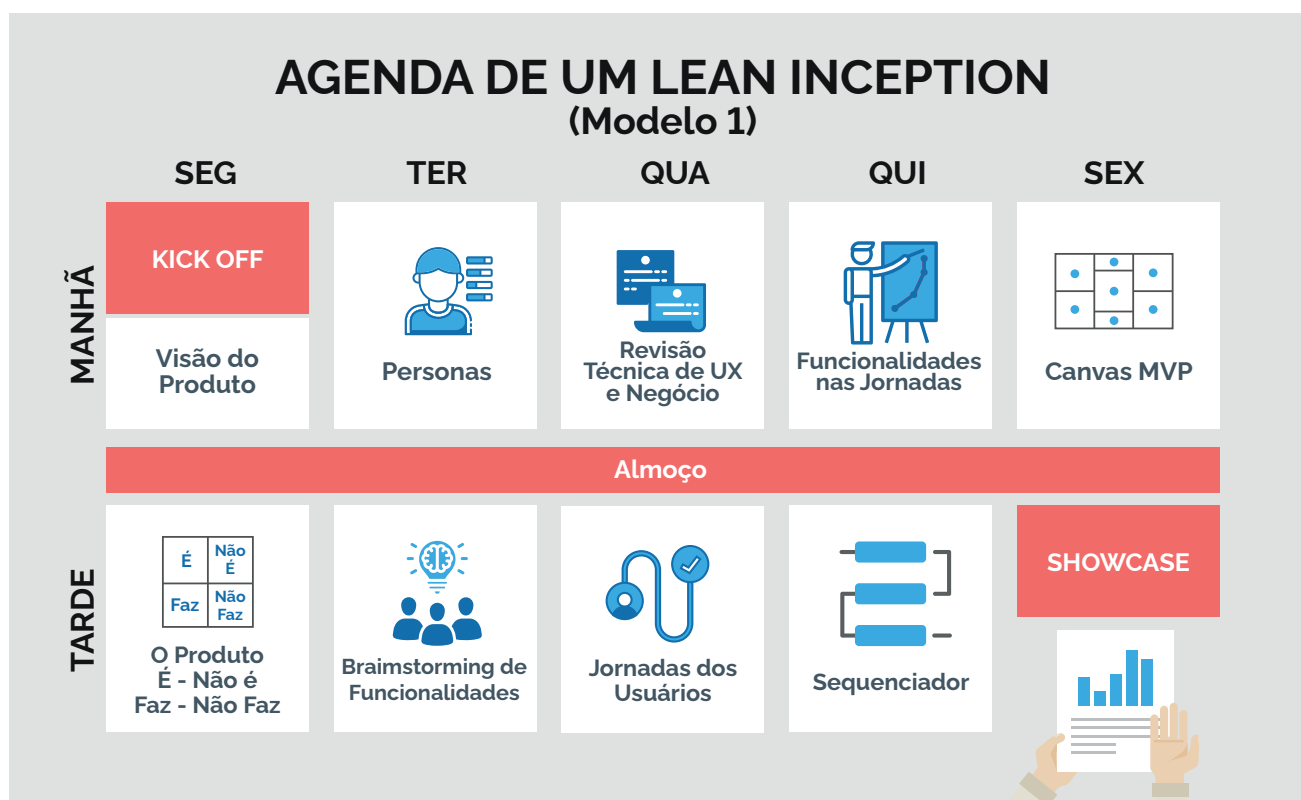 AGENDA DE UM LEAN INCEPTION
(Modelo 1)
SEG
TER
QUA
QUI
SEX
MANHÃ
KICK OFF
Visão do
Produto
Personas
Revisão
Técnica de UX
e Negócio
Funcionalidades
nas Jornadas
Canvas MVP
Almoço
TARDE
É
Não
É
Faz
Não
Faz
O Produto
É - Não é
Faz - Não Faz
Braimstorming de
Funcionalidades
Jornadas dos
Usuários
Sequenciador
SHOWCASE